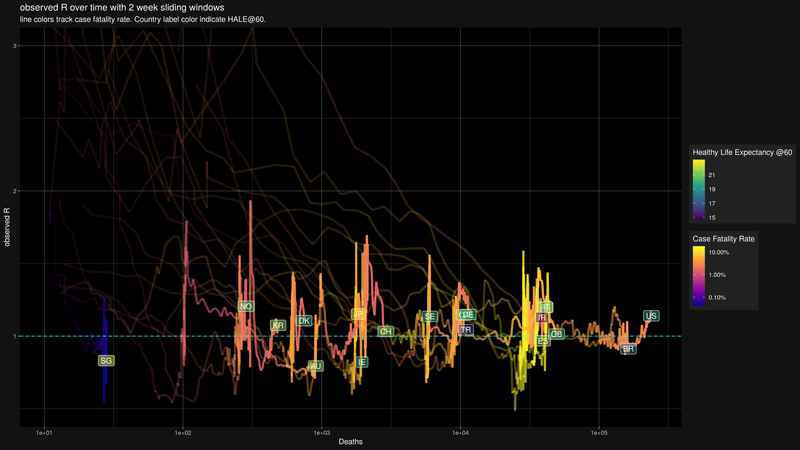 observed R over time with 2 week sliding windows
line colors track case fatality rate. Country label color indicate HALE@60.
3
2
1
observed R
1e+01 1e+02 1e+03 1e+04 1e+05
Deaths
SG
NO
KR
DK
AU
JP
IE
CH
SE
DE
TR
IT
FR
ES
GB
BR
US
Healthy Life Expectancy @60
21
19
17
15
Case Fatality Rate
10.00%
1.00%
0.10%